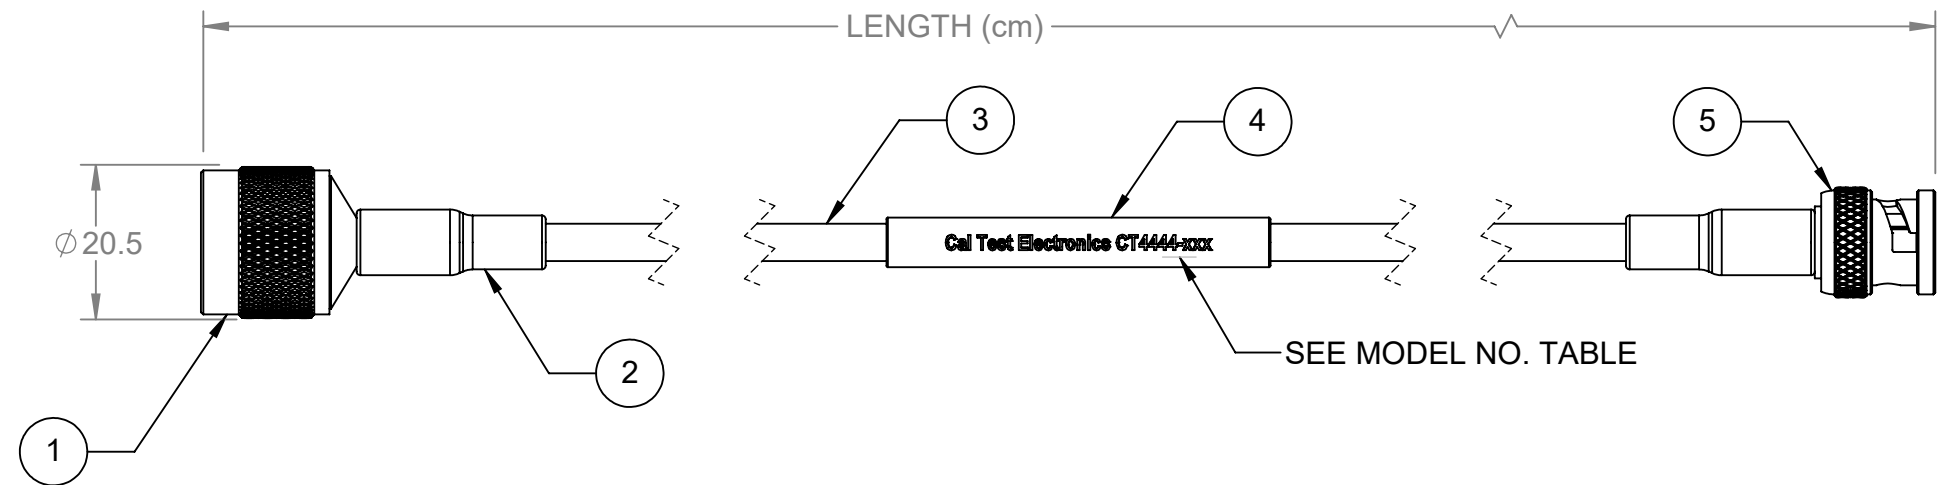 LENGTH (cm)
3
4
5
⌀20.5
Cal Test Electronics CT4444-xxx
SEE MODEL NO. TABLE
2
1